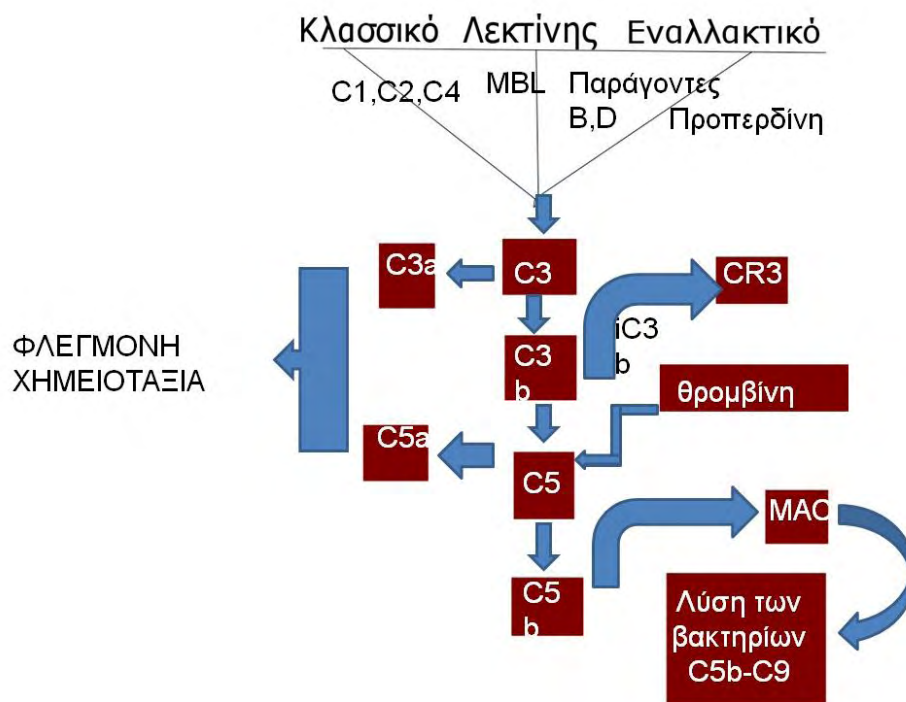 Κλασσικό Λεκτίνης Εναλλακτικό
C1,C2,C4
MBL
Παράγοντες
B,D
Προπερδίνη
C3a
C3
CR3
iC3
b
C3
b
ΦΛΕΓΜΟΝΗ
ΧΗΜΕΙΟΤΑΞΙΑ
θρομβίνη
C5a
C5
MAC
C5
b
Λύση των
βακτηρίων
C5b-C9